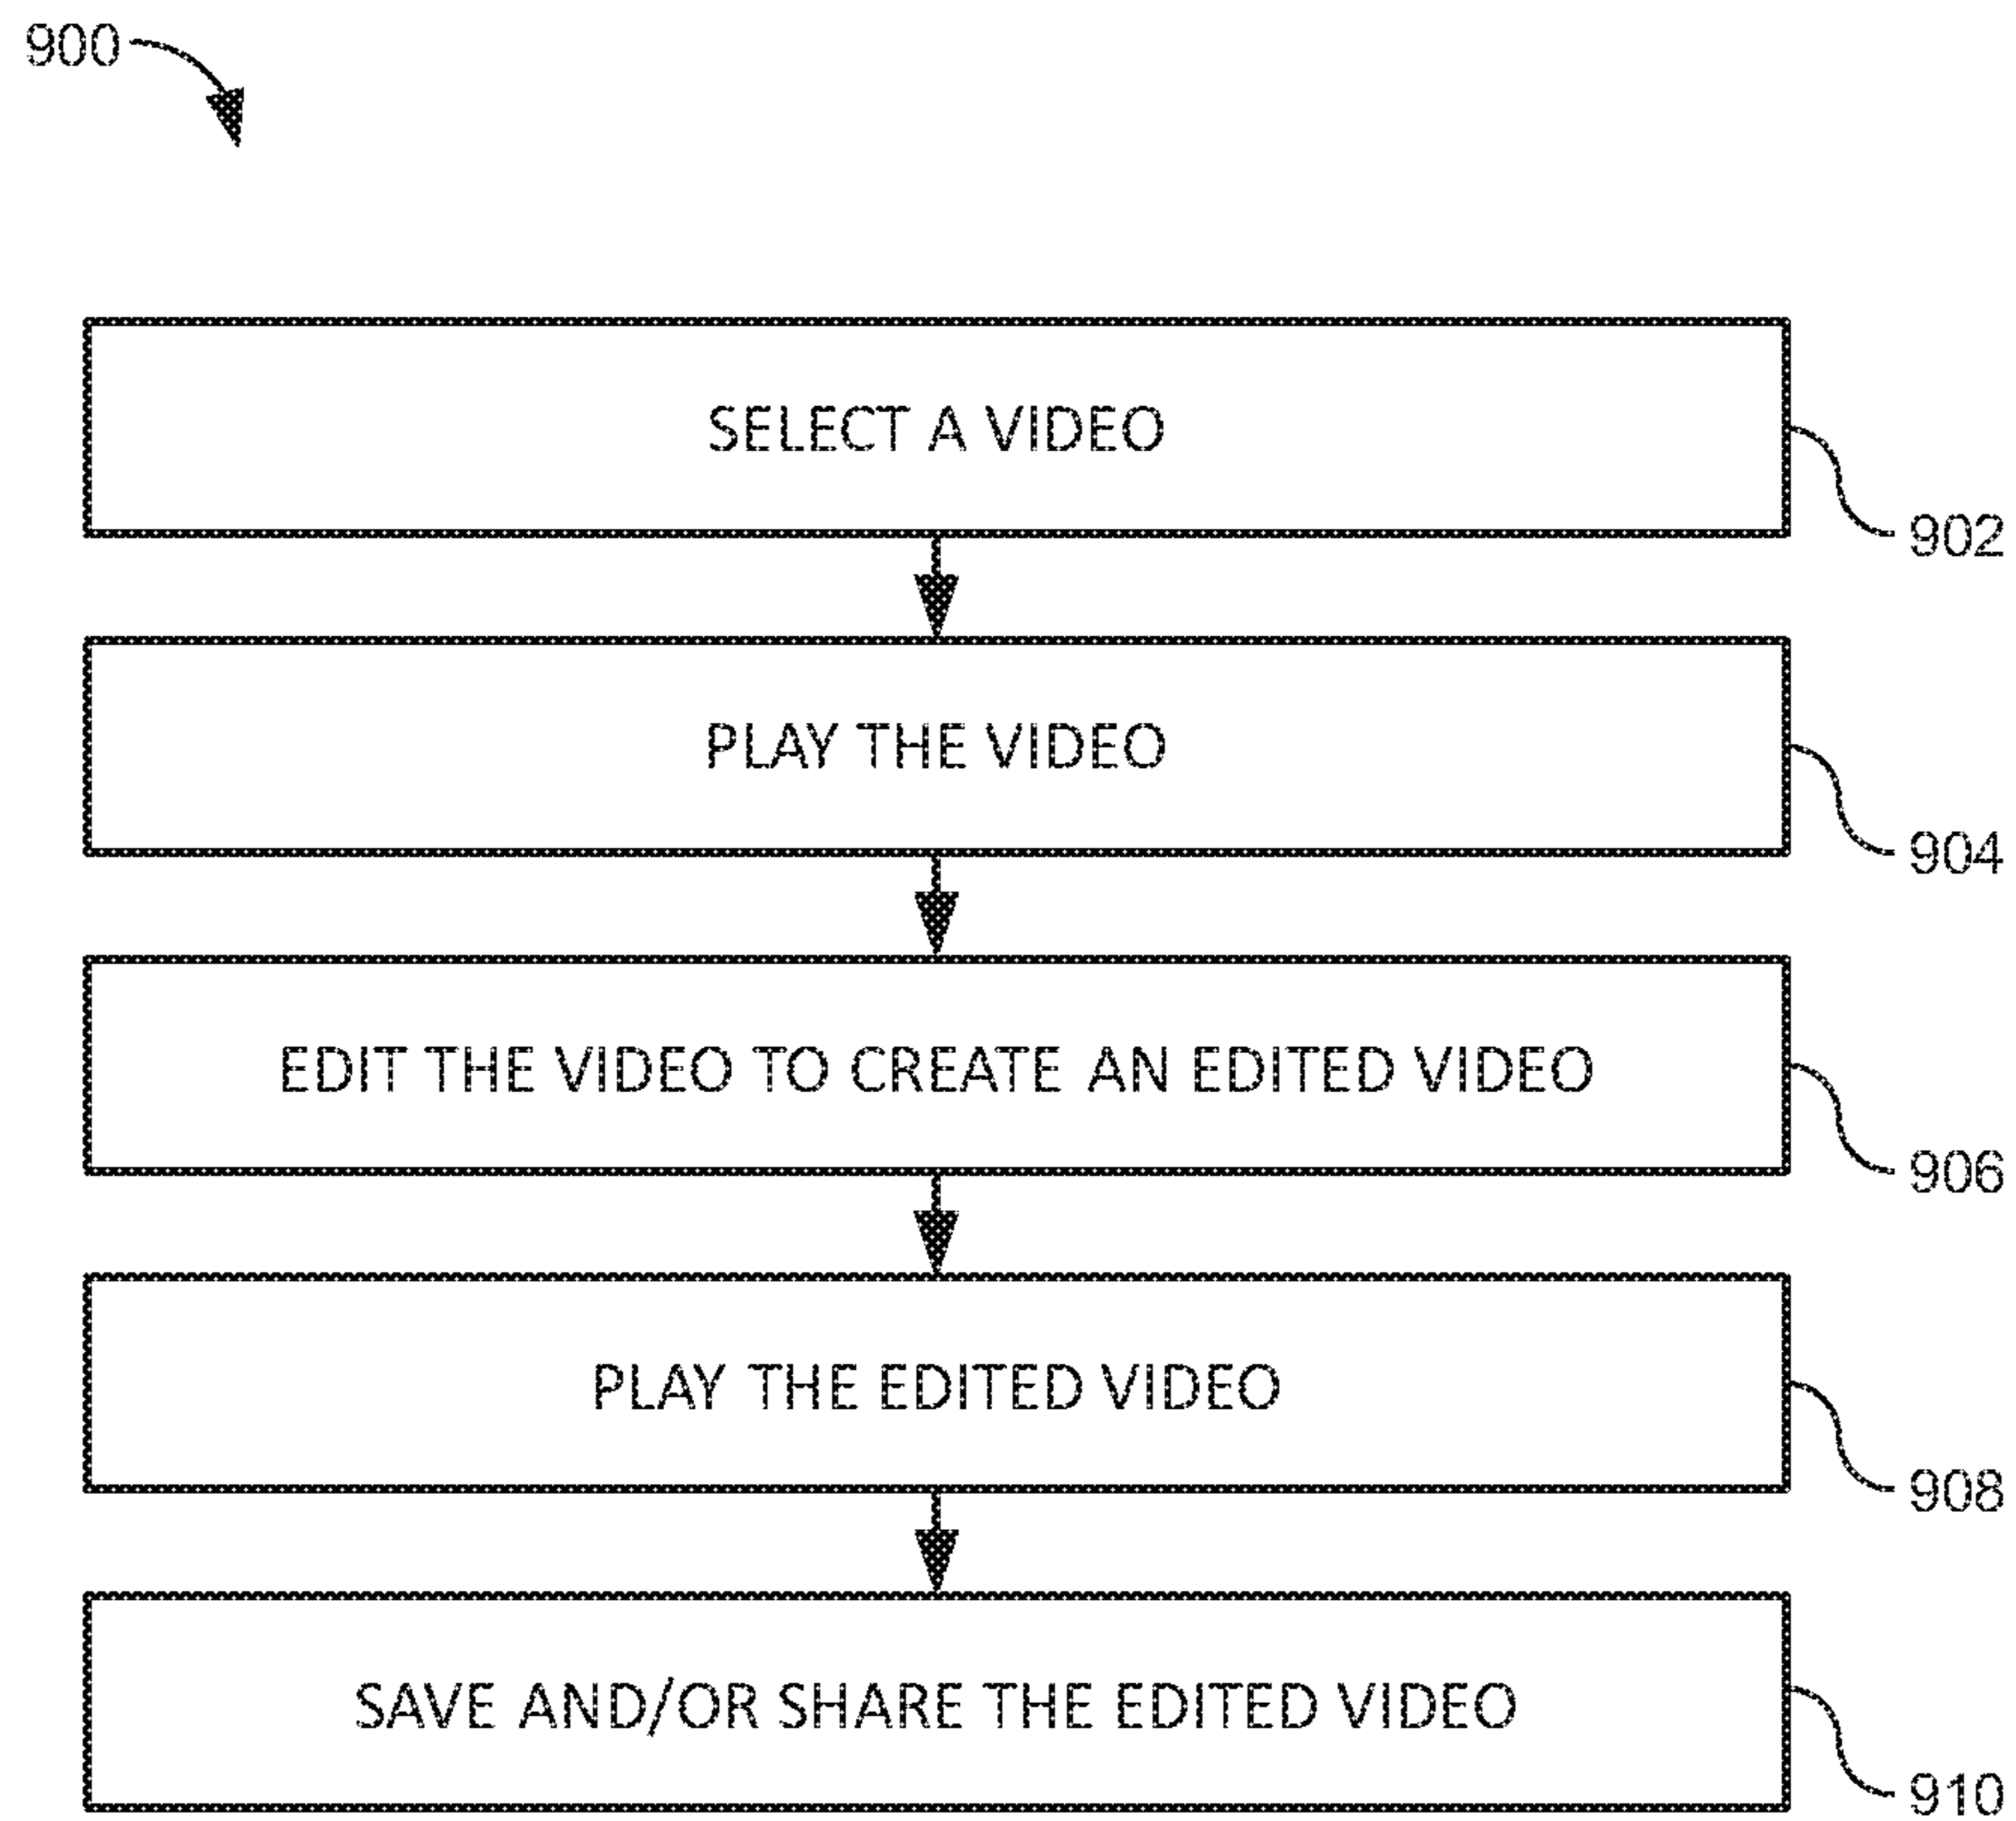 900
SELECT A VIDEO
902
PLAY THE VIDEO
904
EDIT THE VIDEO TO CREATE AN EDITED VIDEO
906
PLAY THE EDITED VIDEO
908
SAVE AND/OR SHARE THE EDITED VIDEO
910